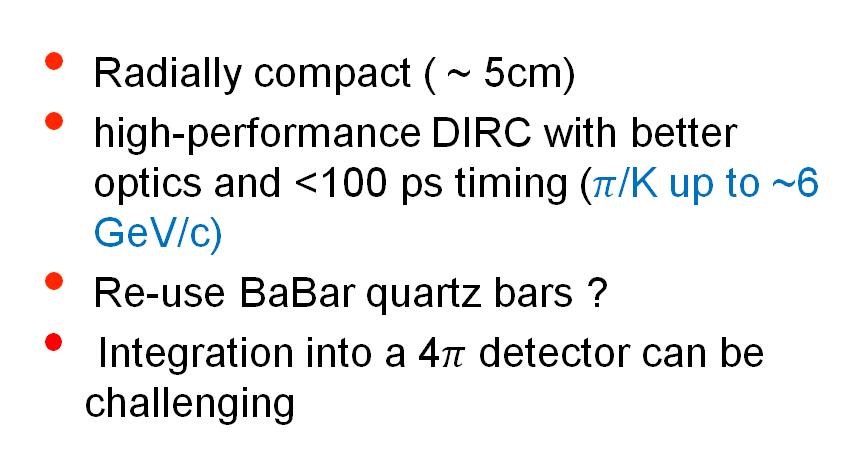 • Radially compact ( ~ 5cm)
• high-performance DIRC with better
optics and <100 ps timing (π/K up to ~6
GeV/c)
• Re-use BaBar quartz bars ?
• Integration into a 4π detector can be
challenging